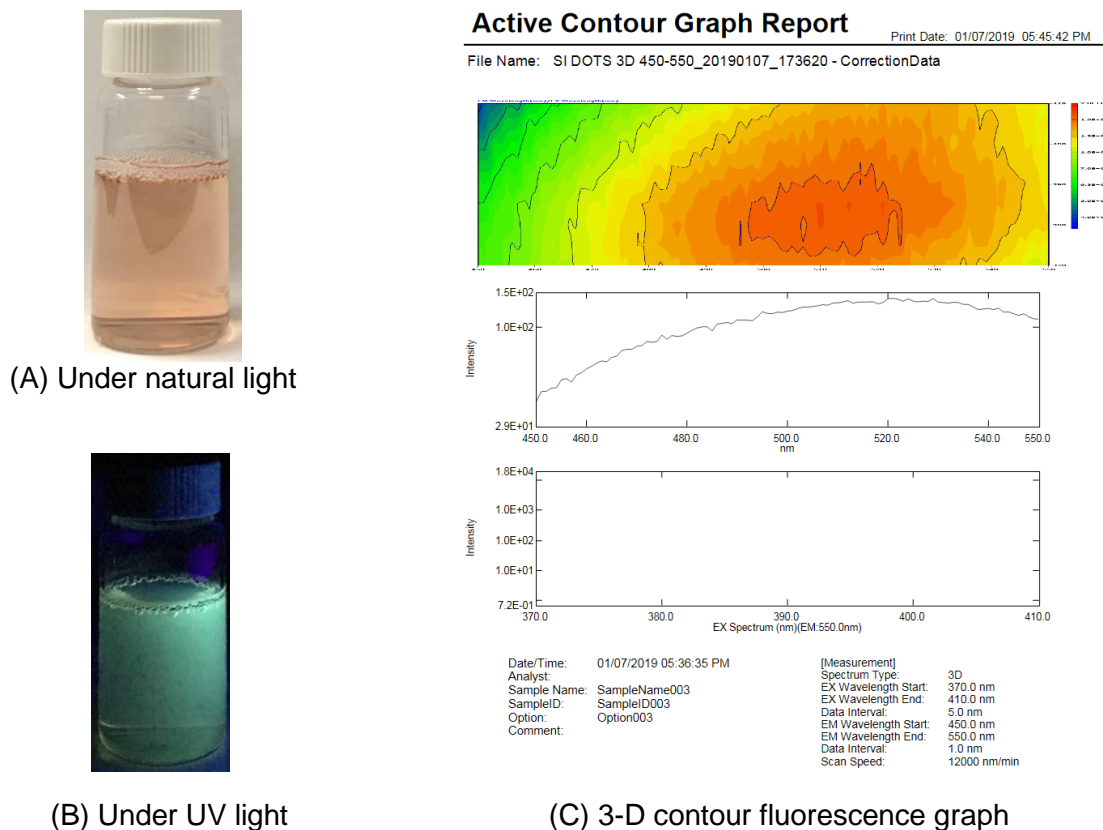 Active Contour Graph Report
Print Date: 01/07/2019 05:45:42 PM
File Name: SI DOTS 3D 450-550_20190107_173620 - CorrectionData
(A) Under natural light
1.5E+02
1.0E+02
2.9E+01
Intensity
450.0 460.0 480.0 500.0 520.0 540.0 550.0
nm
1.8E+04
1.0E+03
1.0E+02
1.0E+01
7.2E-01
Intensity
370.0 380.0 390.0 400.0 410.0
EX Spectrum (nm)(EM:550.0nm)
Date/Time: 01/07/2019 05:36:35 PM
Analyst:
Sample Name: SampleName003
SampleID: SampleID003
Option: Option003
Comment:
[Measurement]
Spectrum Type: 3D
EX Wavelength Start: 370.0 nm
EX Wavelength End: 410.0 nm
Data Interval: 5.0 nm
EM Wavelength Start: 450.0 nm
EM Wavelength End: 550.0 nm
Data Interval: 1.0 nm
Scan Speed: 12000 nm/min
(B) Under UV light
(C) 3-D contour fluorescence graph